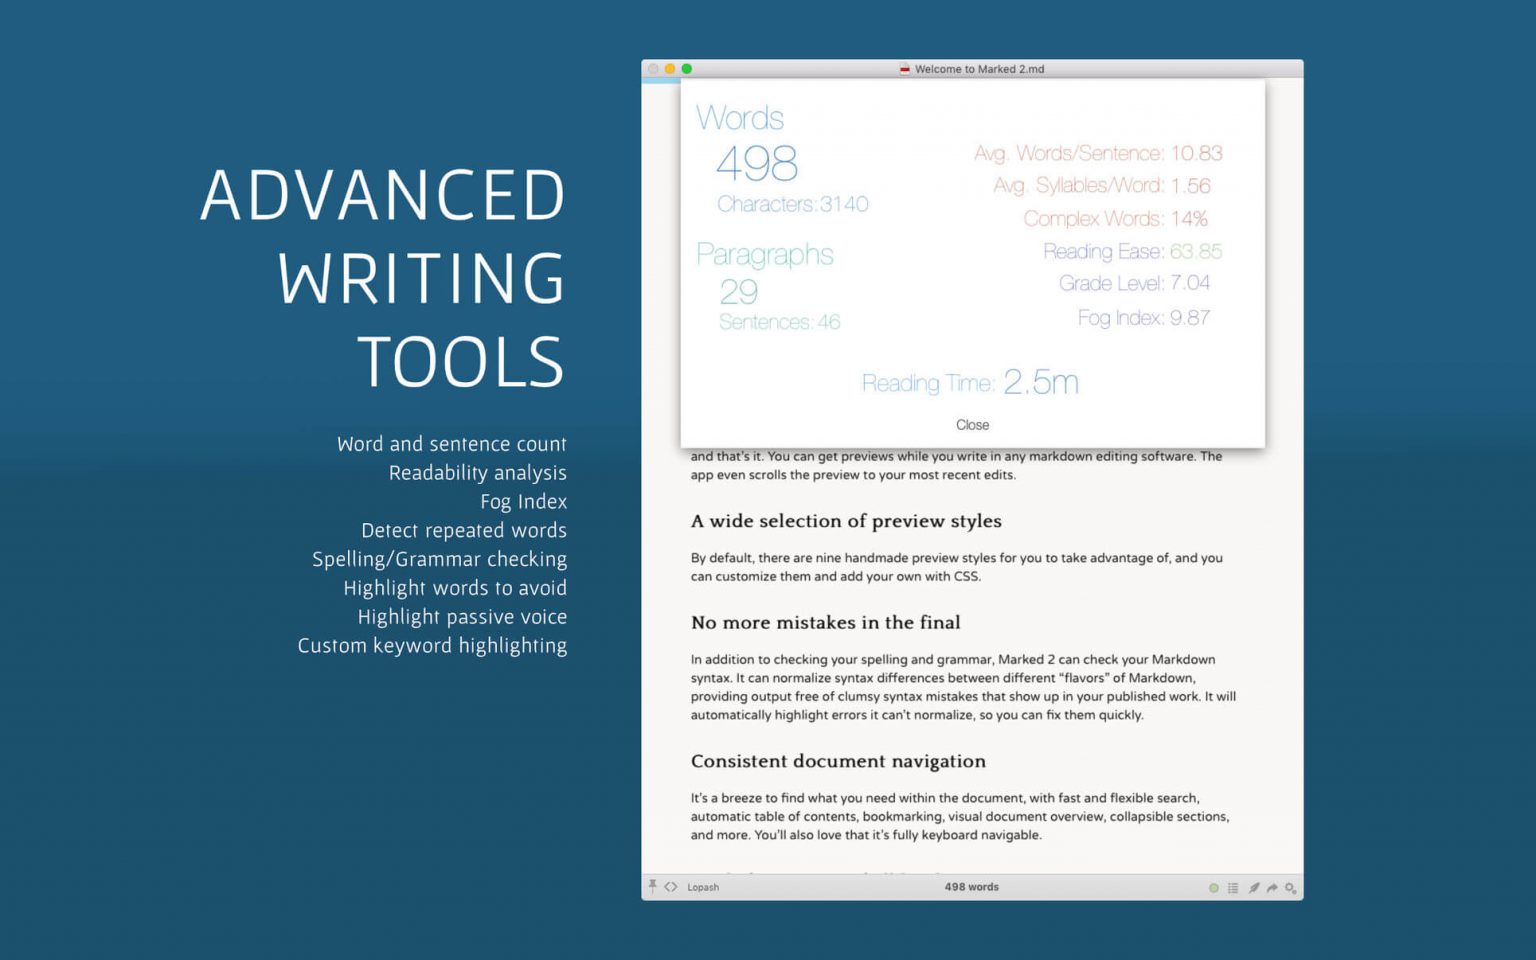 ADVANCED
WRITING
TOOLS
Word and sentence count
Readability analysis
Fog Index
Detect repeated words
Spelling/Grammar checking
Highlight words to avoid
Highlight passive voice
Custom keyword highlighting
Welcome to Marked 2.md
Words
498
Characters: 3140
Paragraphs
29
Sentences: 46
Avg. Words/Sentence: 10.83
Avg. Syllables/Word: 1.56
Complex Words: 14%
Reading Ease: 63.85
Grade Level: 7.04
Fog Index: 9.87
Reading Time: 2.5m
Close
and that’s it. You can get previews while you write in any markdown editing software. The
app even scrolls the preview to your most recent edits.
A wide selection of preview styles
By default, there are nine handmade preview styles for you to take advantage of, and you
can customize them and add your own with CSS.
No more mistakes in the final
In addition to checking your spelling and grammar, Marked 2 can check your Markdown
syntax. It can normalize syntax differences between different “flavors” of Markdown,
providing output free of clumsy syntax mistakes that show up in your published work. It will
automatically highlight errors it can’t normalize, so you can fix them quickly.
Consistent document navigation
It’s a breeze to find what you need within the document, with fast and flexible search,
automatic table of contents, bookmarking, visual document overview, collapsible sections,
and more. You’ll also love that it’s fully keyboard navigable.
Lopash
498 words